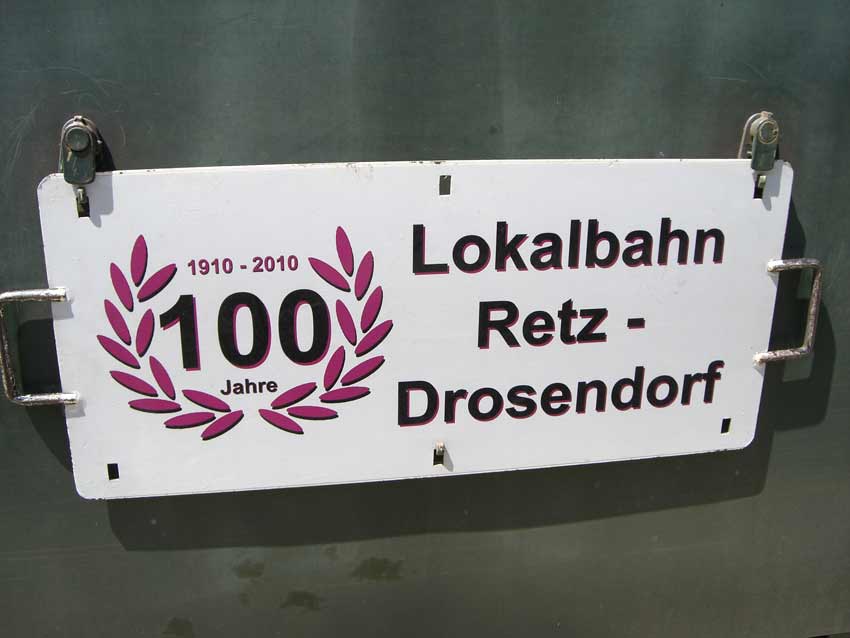 1910 - 2010
100
Jahre
Lokalbahn
Retz -
Drosendorf